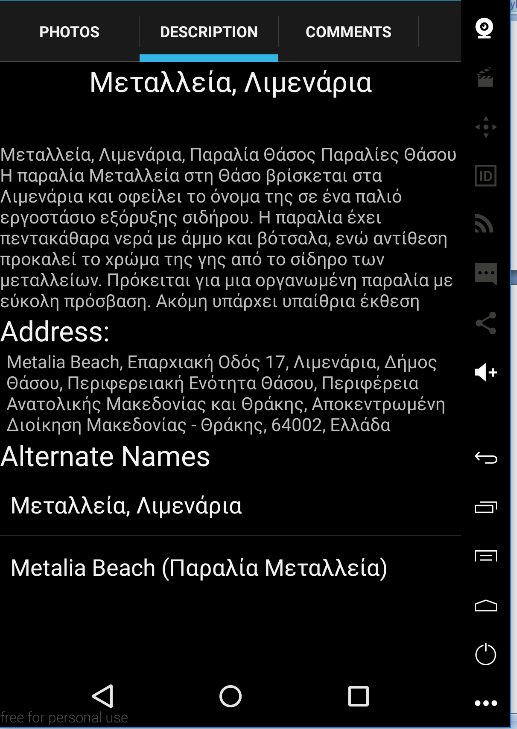 PHOTOS DESCRIPTION COMMENTS
Μεταλλεία, Λιμενάρια
Μεταλλεία, Λιμενάρια, Παραλία Θάσος Παραλίες Θάσου
Η παραλία Μεταλλεία στη Θάσο βρίσκεται στα
Λιμενάρια και οφείλει το όνομα της σε ένα παλιό
εργοστάσιο εξόρυξης σιδήρου. Η παραλία έχει
πεντακάθαρα νερά με άμμο και βότσαλα, ενώ αντίθεση
προκαλεί το χρώμα της γης από το σίδηρο των
μεταλλείων. Πρόκειται για μια οργανωμένη παραλία με
εύκολη πρόσβαση. Ακόμη υπάρχει υπαίθρια έκθεση
Address:
Metalia Beach, Επαρχιακή Οδός 17, Λιμενάρια, Δήμος
Θάσου, Περιφερειακή Ενότητα Θάσου, Περιφέρεια
Ανατολικής Μακεδονίας και Θράκης, Αποκεντρωμένη
Διοίκηση Μακεδονίας - Θράκης, 64002, Ελλάδα
Alternate Names
Μεταλλεία, Λιμενάρια
Metalia Beach (Παραλία Μεταλλεία)
free for personal use
ID